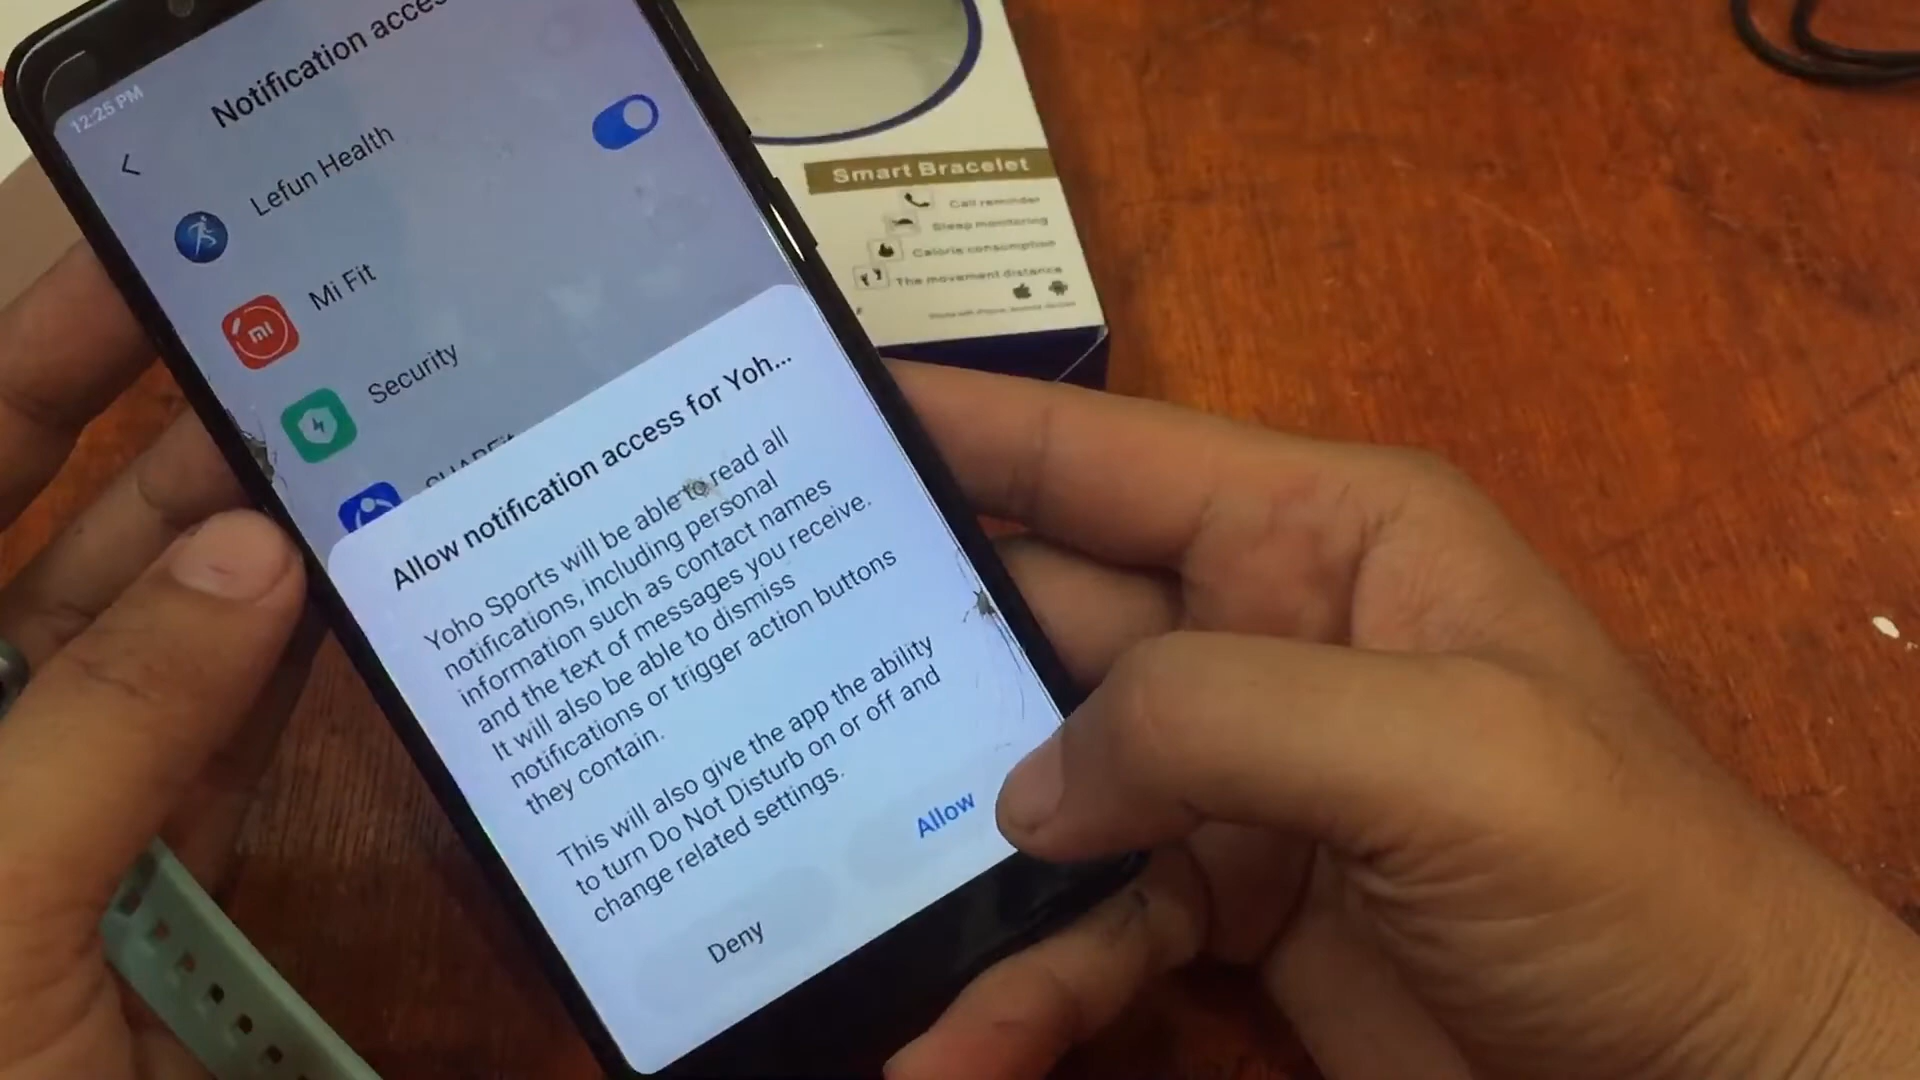 12:25 PM
Notification acces
Lefun Health
Mi Fit
Security
Allow notification access for Yoh...
Yoho Sports will be able to read all
notifications, including personal
information such as contact names
and the text of messages you receive.
It will also be able to dismiss
notifications or trigger action buttons
they contain.
This will also give the app the ability
to turn Do Not Disturb on or off and
change related settings.
Deny
Allow
Smart Bracelet
Call reminder
Sleep monitoring
Calorie consumption
The movement distance